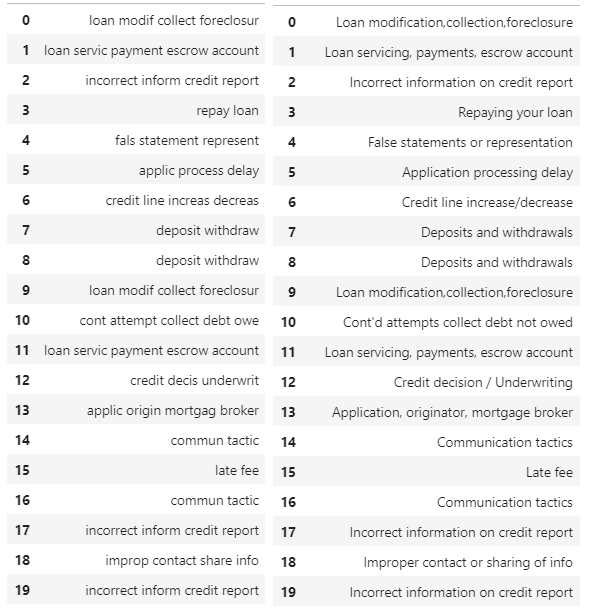 0 loan modif collect foreclosur
1 loan servic payment escrow account
2 incorrect inform credit report
3 repay loan
4 fals statement represent
5 applic process delay
6 credit line increas decreas
7 deposit withdraw
8 deposit withdraw
9 loan modif collect foreclosur
10 cont attempt collect debt owe
11 loan servic payment escrow account
12 credit decis underwrit
13 applic origin mortgag broker
14 commun tactic
15 late fee
16 commun tactic
17 incorrect inform credit report
18 improp contact share info
19 incorrect inform credit report
0 Loan modification,collection,foreclosure
1 Loan servicing, payments, escrow account
2 Incorrect information on credit report
3 Repaying your loan
4 False statements or representation
5 Application processing delay
6 Credit line increase/decrease
7 Deposits and withdrawals
8 Deposits and withdrawals
9 Loan modification,collection,foreclosure
10 Cont'd attempts collect debt not owed
11 Loan servicing, payments, escrow account
12 Credit decision / Underwriting
13 Application, originator, mortgage broker
14 Communication tactics
15 Late fee
16 Communication tactics
17 Incorrect information on credit report
18 Improper contact or sharing of info
19 Incorrect information on credit report